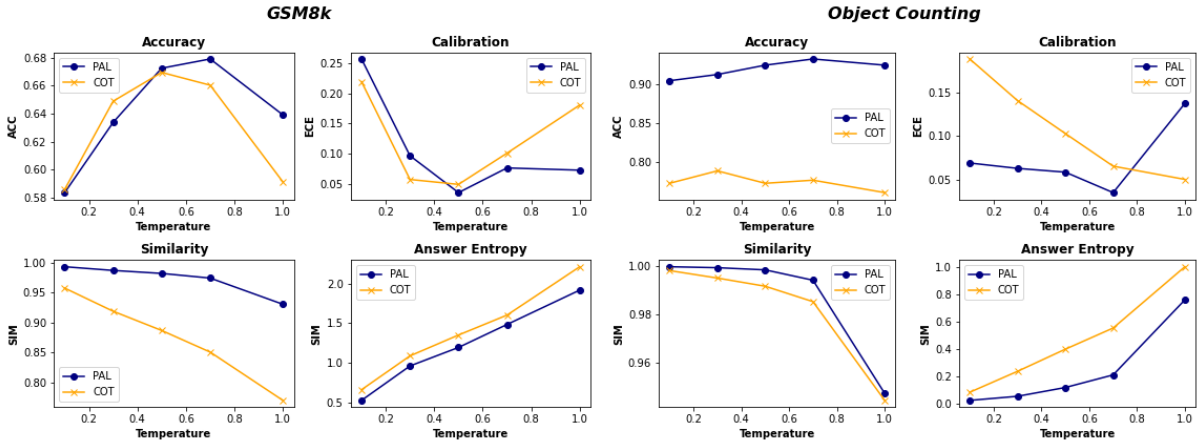 GSM8k
Object Counting
Accuracy
PAL
COT
ACC
0.68
0.66
0.64
0.62
0.60
0.58
0.2 0.4 0.6 0.8 1.0
Temperature
Calibration
PAL
COT
ECE
0.25
0.20
0.15
0.10
0.05
0.2 0.4 0.6 0.8 1.0
Temperature
Accuracy
PAL
COT
ACC
0.90
0.85
0.80
0.2 0.4 0.6 0.8 1.0
Temperature
Calibration
PAL
COT
ECE
0.15
0.10
0.05
0.2 0.4 0.6 0.8 1.0
Temperature
Similarity
PAL
COT
SIM
1.00
0.95
0.90
0.85
0.80
0.2 0.4 0.6 0.8 1.0
Temperature
Answer Entropy
PAL
COT
SIM
2.0
1.5
1.0
0.5
0.2 0.4 0.6 0.8 1.0
Temperature
Similarity
PAL
COT
SIM
1.00
0.98
0.96
0.2 0.4 0.6 0.8 1.0
Temperature
Answer Entropy
PAL
COT
SIM
1.0
0.8
0.6
0.4
0.2
0.0
0.2 0.4 0.6 0.8 1.0
Temperature